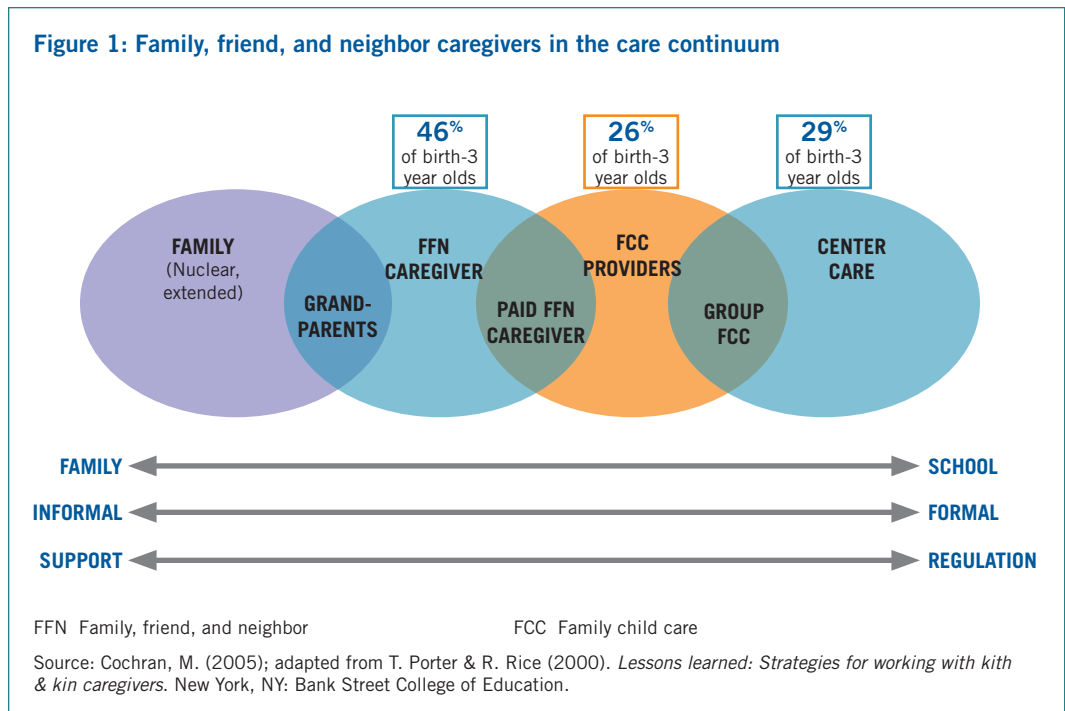 Figure 1: Family, friend, and neighbor caregivers in the care continuum
46%
of birth-3
year olds
26%
of birth-3
year olds
29%
of birth-3
year olds
FAMILY
(Nuclear,
extended)
GRAND-
PARENTS
FFN
CAREGIVER
PAID FFN
CAREGIVER
FCC
PROVIDERS
GROUP
FCC
CENTER
CARE
FAMILY
SCHOOL
INFORMAL
FORMAL
SUPPORT
REGULATION
FFN Family, friend, and neighbor
FCC Family child care
Source: Cochran, M. (2005); adapted from T. Porter & R. Rice (2000). Lessons learned: Strategies for working with kith
& kin caregivers. New York, NY: Bank Street College of Education.